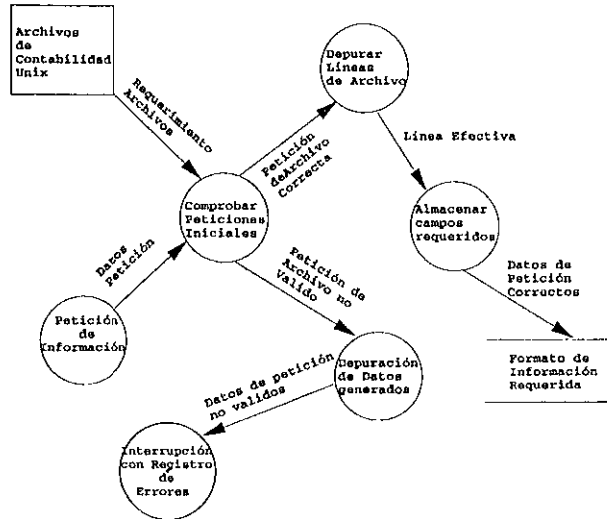 Archivos
de
Contabilidad
Unix
Requerimiento
Archivos
Depurar
Lineas
de Archivo
Petición
deArchivo
Correcta
Linea Efectiva
Comprobar
Peticiones
Iniciales
Almacenar
campos
requeridos
Datos
Petición
Petición de
Archivo no
Valido
Datos de
Petición
Correctos
Petición
de
Información
Depuración
de Datos
generados
Formato de
Información
Requerida
Datos de petición
no validos
Interrupción
con Registro
de
Errores